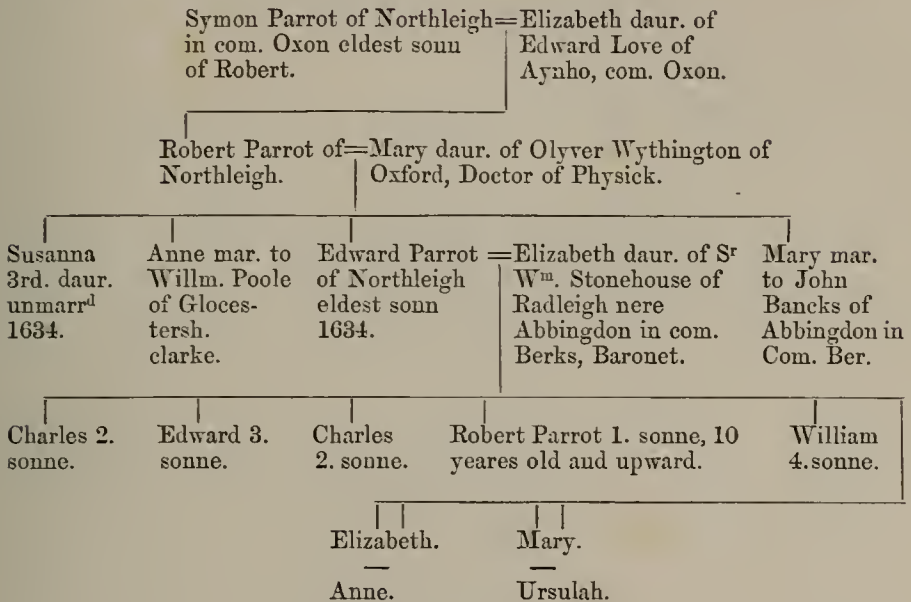 Symon Parrot of Northleigh=Elizabeth daur. of
in com. Oxon eldest sonn Edward Love of
of Robert. Aynho, com. Oxon.
Robert Parrot of=Mary daur. of Olyver Wythington of
Northleigh. Oxford, Doctor of Physick.
Susanna
3rd. daur.
unmarrd
1634.
Anne mar. to
Willm. Poole
of Gloces-
tersh.
clarke.
Edward Parrot
of Northleigh
eldest sonn
1634.
=Elizabeth daur. of Sr
Wm. Stonehouse of
Radleigh nere
Abbingdon in com.
Berks, Baronet.
Mary mar.
to John
Bancks of
Abbingdon in
Com. Ber.
Charles 2.
sonne.
Edward 3.
sonne.
Charles
2. sonne.
Robert Parrot 1. sonne, 10
yeares old and upward.
William
4. sonne.
Elizabeth. Mary.
Anne. Ursulah.